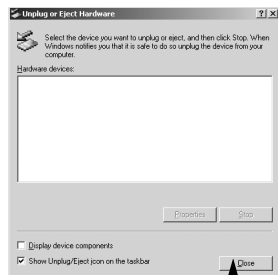 Unplug or Eject Hardware
Select the device you want to unplug or eject, and then click Stop. When
Windows notifies you that it is safe to do so unplug the device from your
computer.
Hardware devices:
Properties
Stop
Display device components
Show Unplug/Eject icon on the taskbar
Close